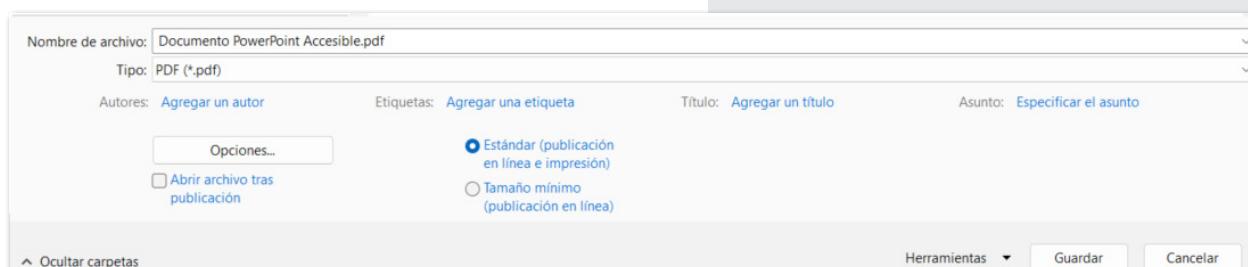 Nombre de archivo: Documento PowerPoint Accesible.pdf
Tipo: PDF (*.pdf)
Autores: Agregar un autor Etiquetas: Agregar una etiqueta Título: Agregar un título Asunto: Especificar el asunto
Opciones...
Abrir archivo tras
publicación
Estándar (publicación
en línea e impresión)
Tamaño mínimo
(publicación en línea)
Ocultar carpetas
Herramientas Guardar Cancelar